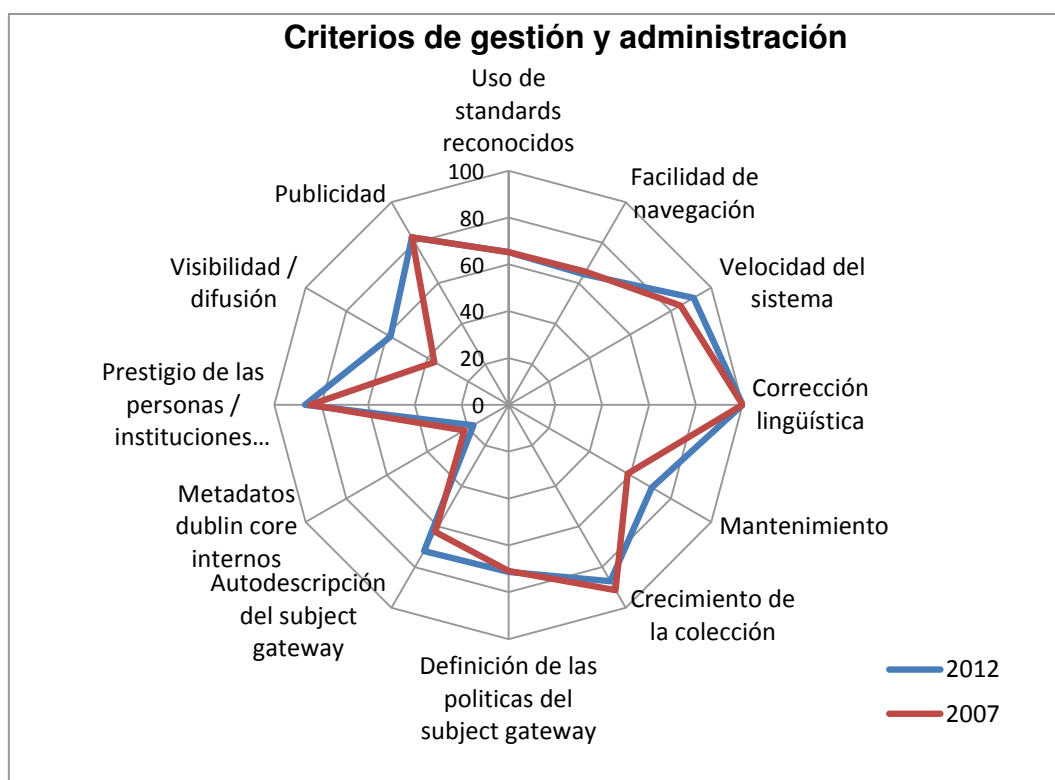 Criterios de gestión y administración
Uso de
standards
reconocidos
Facilidad de
navegación
Velocidad del
sistema
Corrección
lingüística
Mantenimiento
Crecimiento de
la colección
Definición de las
politicas del
subject gateway
Autodescripción
del subject
gateway
Metadatos
dublin core
internos
Prestigio de las
personas /
instituciones…
Visibilidad /
difusión
Publicidad
100
80
60
40
20
0
2012
2007